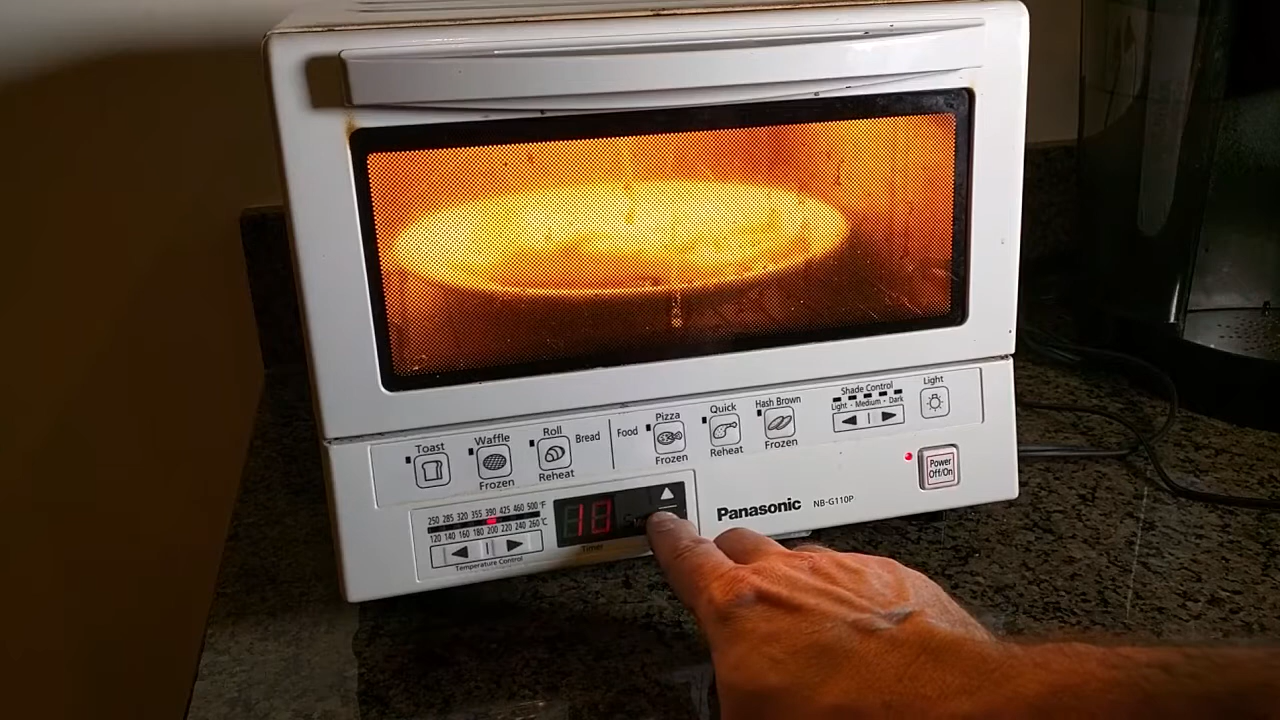 Toast
Waffle
Frozen
Roll
Reheat
Bread
Food
Pizza
Frozen
Quick
Reheat
Hash Brown
Frozen
Shade Control
Light - Medium - Dark
Light
Power
Off/On
250 285 320 355 390 425 460 500 °F
120 140 160 180 200 220 240 260 °C
Temperature Control
18
Timer
Panasonic NB-G110P